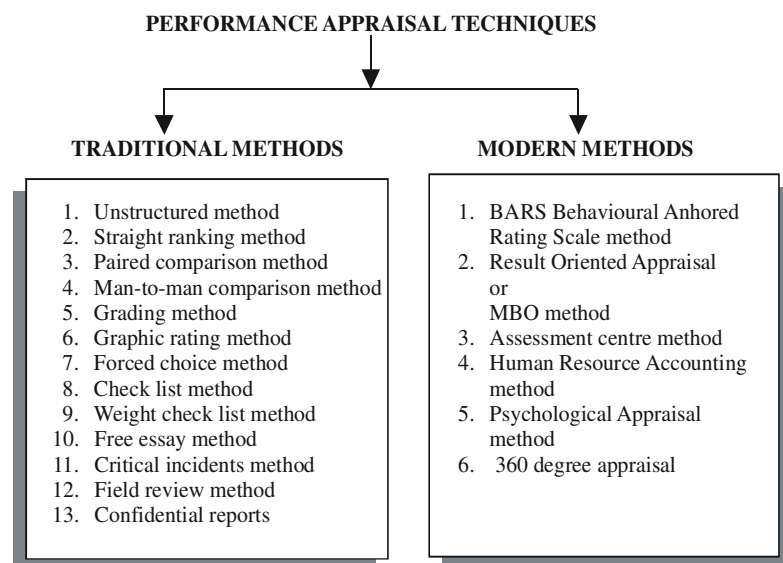 PERFORMANCE APPRAISAL TECHNIQUES
TRADITIONAL METHODS
1. Unstructured method
2. Straight ranking method
3. Paired comparison method
4. Man-to-man comparison method
5. Grading method
6. Graphic rating method
7. Forced choice method
8. Check list method
9. Weight check list method
10. Free essay method
11. Critical incidents method
12. Field review method
13. Confidential reports
MODERN METHODS
1. BARS Behavioural Anhored
Rating Scale method
2. Result Oriented Appraisal
or
MBO method
3. Assessment centre method
4. Human Resource Accounting
method
5. Psychological Appraisal
method
6. 360 degree appraisal